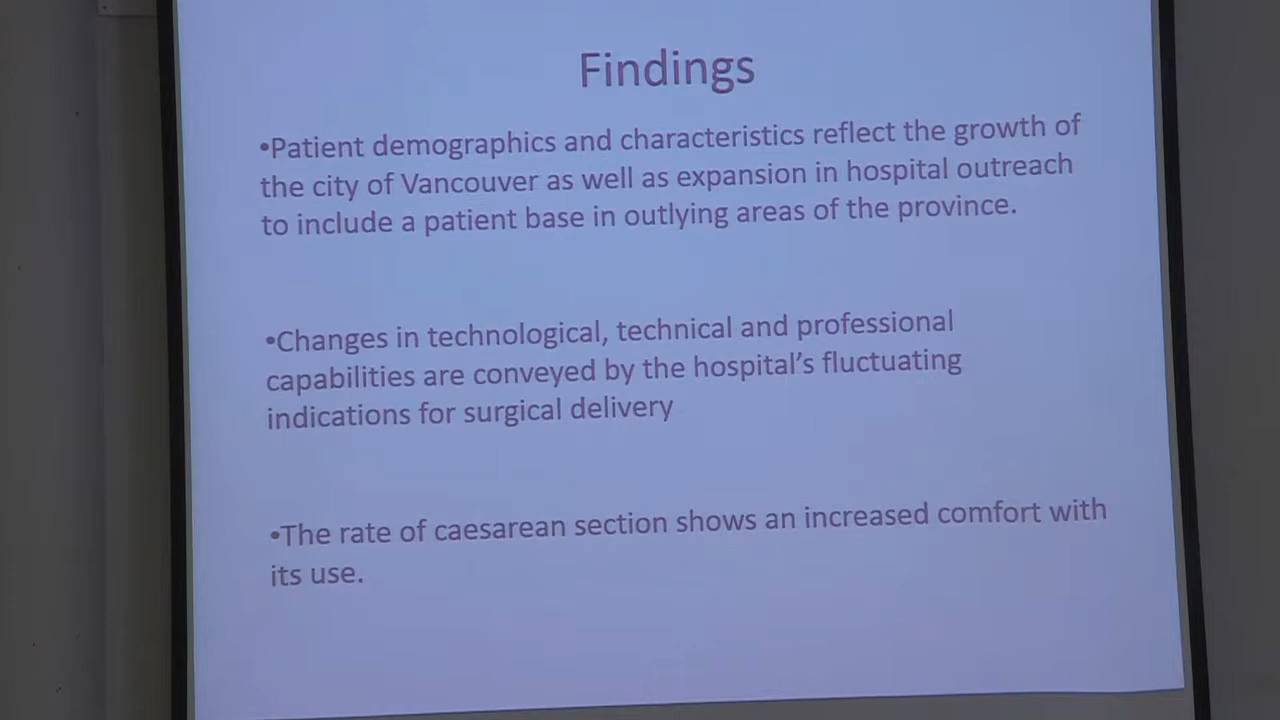 Findings
•Patient demographics and characteristics reflect the growth of
the city of Vancouver as well as expansion in hospital outreach
to include a patient base in outlying areas of the province.
•Changes in technological, technical and professional
capabilities are conveyed by the hospital’s fluctuating
indications for surgical delivery
•The rate of caesarean section shows an increased comfort with
its use.